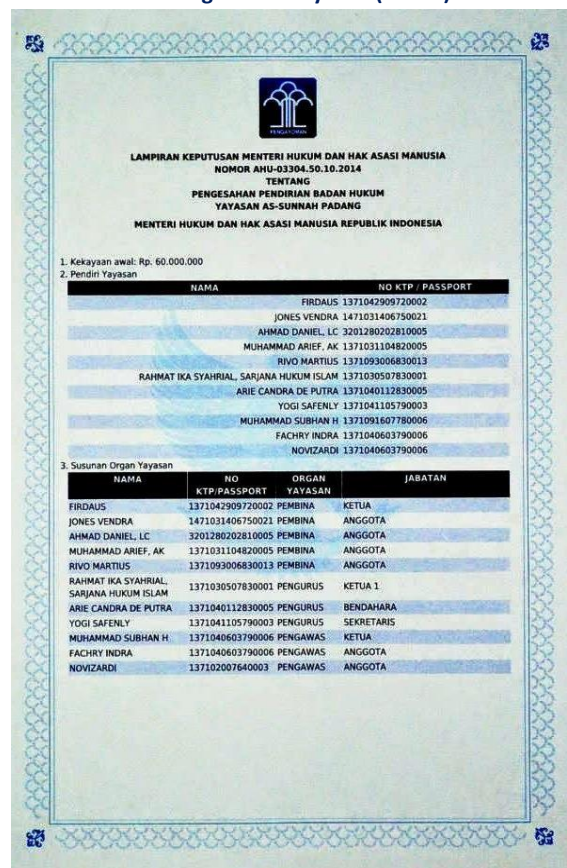 PENGAYOMAN
LAMPIRAN KEPUTUSAN MENTERI HUKUM DAN HAK ASASI MANUSIA
NOMOR AHU-03304.50.10.2014
TENTANG
PENGESAHAN PENDIRIAN BADAN HUKUM
YAYASAN AS-SUNNAH PADANG
MENTERI HUKUM DAN HAK ASASI MANUSIA REPUBLIK INDONESIA
1. Kekayaan awal: Rp. 60.000.000
2. Pendiri Yayasan
NAMA NO KTP / PASSPORT
FIRDAUS 1371042909720002
JONES VENDRA 1471031406750021
AHMAD DANIEL, LC 3201280202810005
MUHAMMAD ARIEF, AK 1371031104820005
RIVO MARTIUS 1371093006830013
RAHMAT IKA SYAHRIAL, SARJANA HUKUM ISLAM 1371030507830001
ARIE CANDRA DE PUTRA 1371040112830005
YOGI SAFENLY 1371041105790003
MUHAMMAD SUBHAN H 1371091607780006
FACHRY INDRA 1371040603790006
NOVIZARDI 1371040603790006
3. Susunan Organ Yayasan
NAMA NO KTP/PASSPORT ORGAN YAYASAN JABATAN
FIRDAUS 1371042909720002 PEMBINA KETUA
JONES VENDRA 1471031406750021 PEMBINA ANGGOTA
AHMAD DANIEL, LC 3201280202810005 PEMBINA ANGGOTA
MUHAMMAD ARIEF, AK 1371031104820005 PEMBINA ANGGOTA
RIVO MARTIUS 1371093006830013 PEMBINA ANGGOTA
RAHMAT IKA SYAHRIAL,
SARJANA HUKUM ISLAM 1371030507830001 PENGURUS KETUA 1
ARIE CANDRA DE PUTRA 1371040112830005 PENGURUS BENDAHARA
YOGI SAFENLY 1371041105790003 PENGURUS SEKRETARIS
MUHAMMAD SUBHAN H 1371040603790006 PENGAWAS KETUA
FACHRY INDRA 1371040603790006 PENGAWAS ANGGOTA
NOVIZARDI 137102007640003 PENGAWAS ANGGOTA